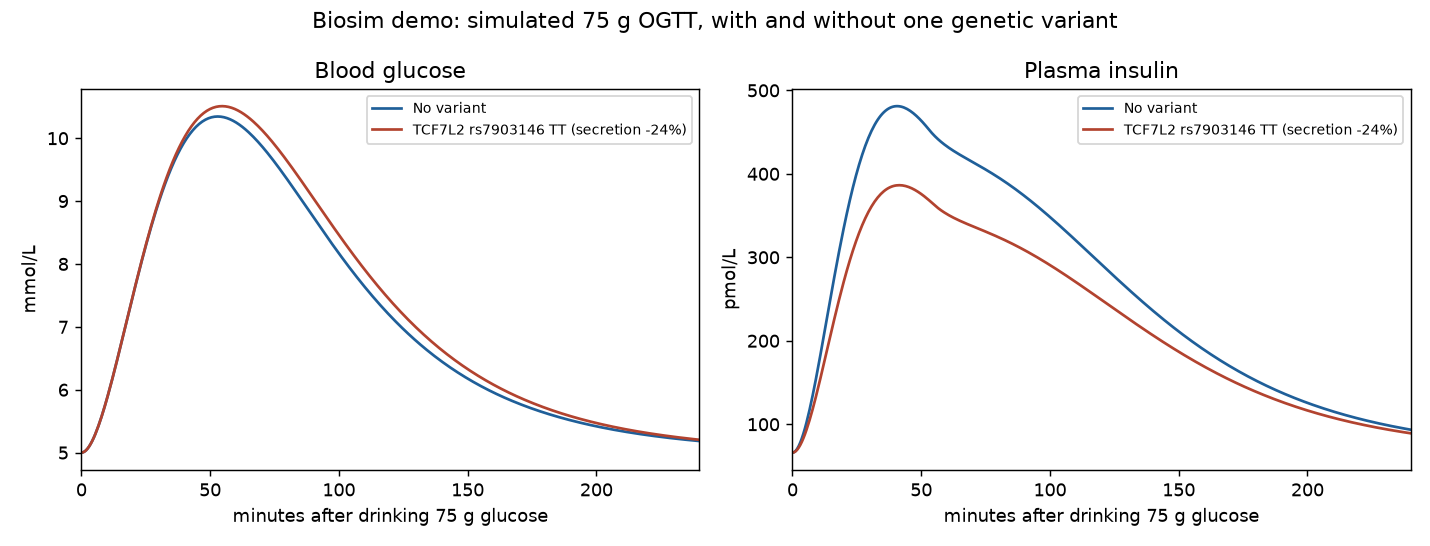 Biosim demo: simulated 75 g OGTT, with and without one genetic variant
Blood glucose
No variant
TCF7L2 rs7903146 TT (secretion -24%)
mmol/L
10
9
8
7
6
5
0
50
100
150
200
minutes after drinking 75 g glucose
Plasma insulin
No variant
TCF7L2 rs7903146 TT (secretion -24%)
pmol/L
500
400
300
200
100
0
50
100
150
200
minutes after drinking 75 g glucose